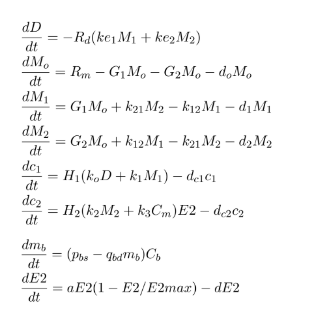 dD/dt = −R_d(ke_1M_1 + ke_2M_2)
dM_o/dt = R_m − G_1M_o − G_2M_o − d_oM_o
dM_1/dt = G_1M_o + k_21M_2 − k_12M_1 − d_1M_1
dM_2/dt = G_2M_o + k_12M_1 − k_21M_2 − d_2M_2
dc_1/dt = H_1(k_oD + k_1M_1) − d_c1c_1
dc_2/dt = H_2(k_2M_2 + k_3C_m)E2 − d_c2c_2
dm_b/dt = (p_bs − q_bdm_b)C_b
dE2/dt = aE2(1 − E2/E2max) − dE2